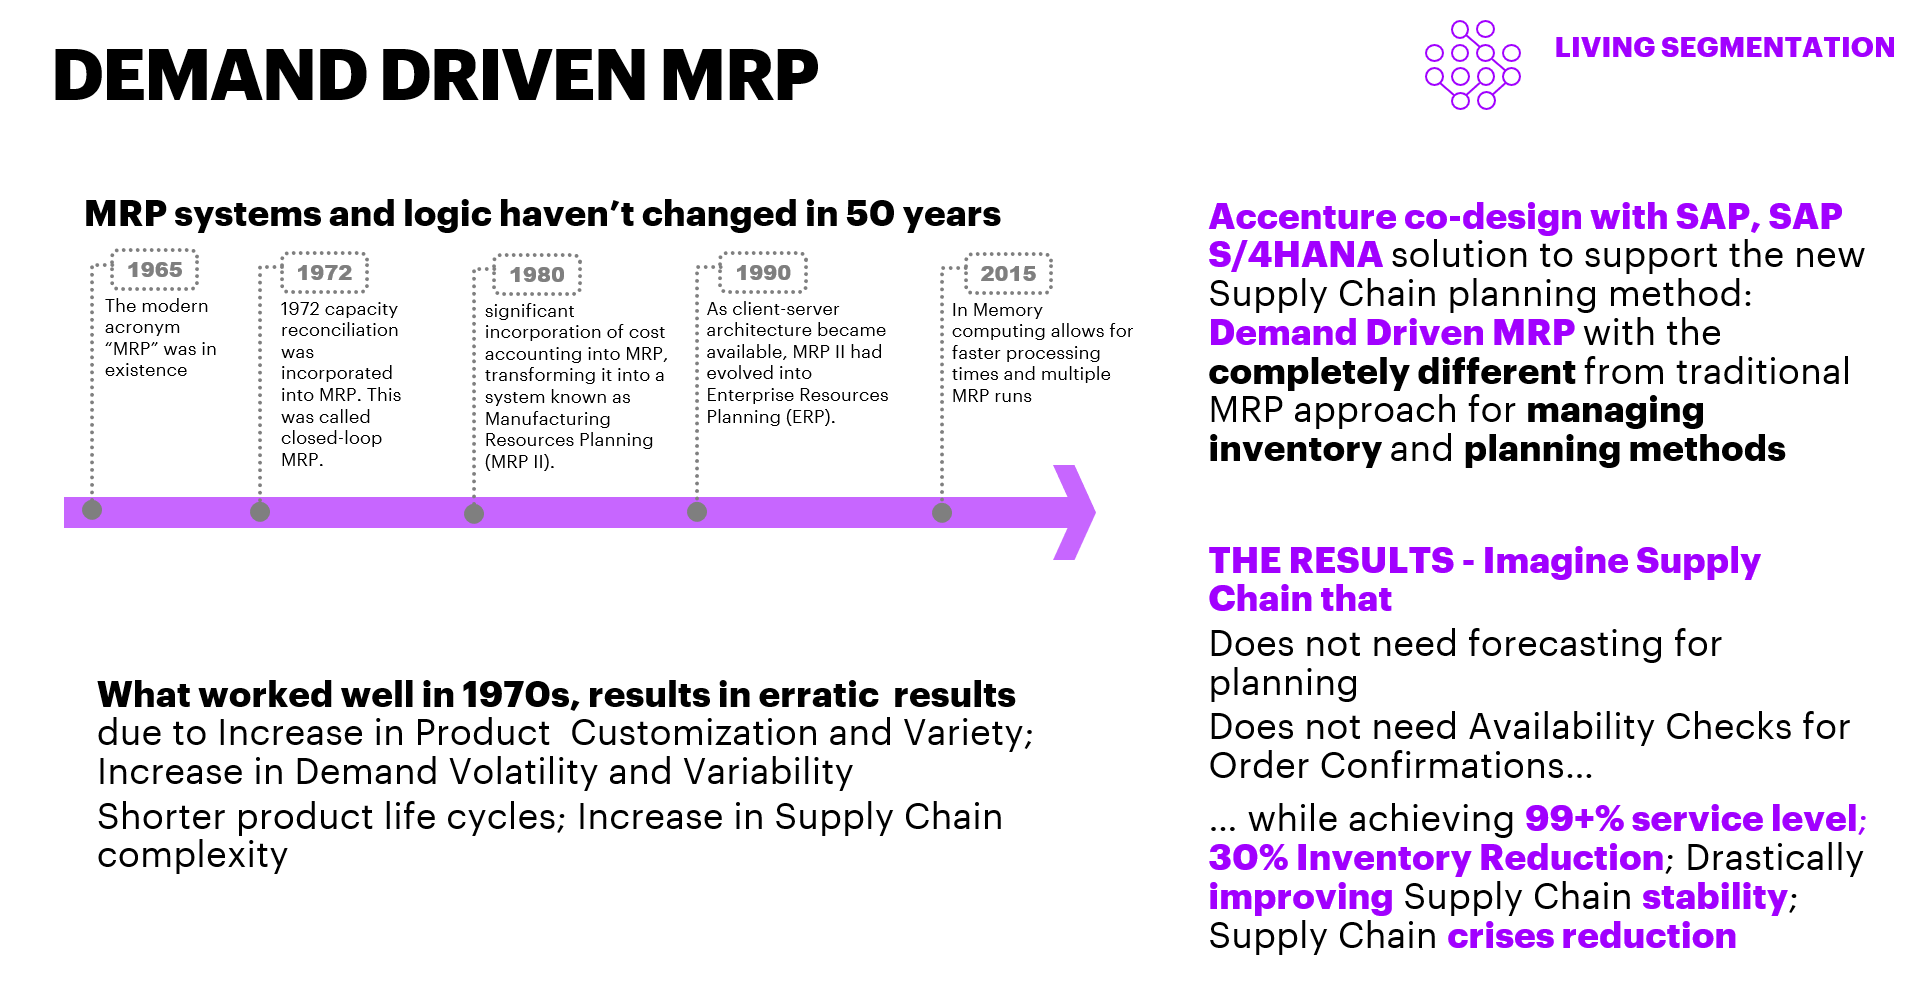 DEMAND DRIVEN MRP
LIVING SEGMENTATION
MRP systems and logic haven’t changed in 50 years
1965
The modern
acronym
“MRP” was in
existence
1972
1972 capacity
reconciliation
was
incorporated
into MRP. This
was called
closed-loop
MRP.
1980
significant
incorporation of cost
accounting into MRP,
transforming it into a
system known as
Manufacturing
Resources Planning
(MRP II).
1990
As client-server
architecture became
available, MRP II had
evolved into
Enterprise Resources
Planning (ERP).
2015
In Memory
computing allows for
faster processing
times and multiple
MRP runs
What worked well in 1970s, results in erratic  results
due to Increase in Product  Customization and Variety;
Increase in Demand Volatility and Variability
Shorter product life cycles; Increase in Supply Chain
complexity
Accenture co-design with SAP, SAP
S/4HANA solution to support the new
Supply Chain planning method:
Demand Driven MRP with the
completely different from traditional
MRP approach for managing
inventory and planning methods
THE RESULTS - Imagine Supply
Chain that
Does not need forecasting for
planning
Does not need Availability Checks for
Order Confirmations...
... while achieving 99+% service level;
30% Inventory Reduction; Drastically
improving Supply Chain stability;
Supply Chain crises reduction